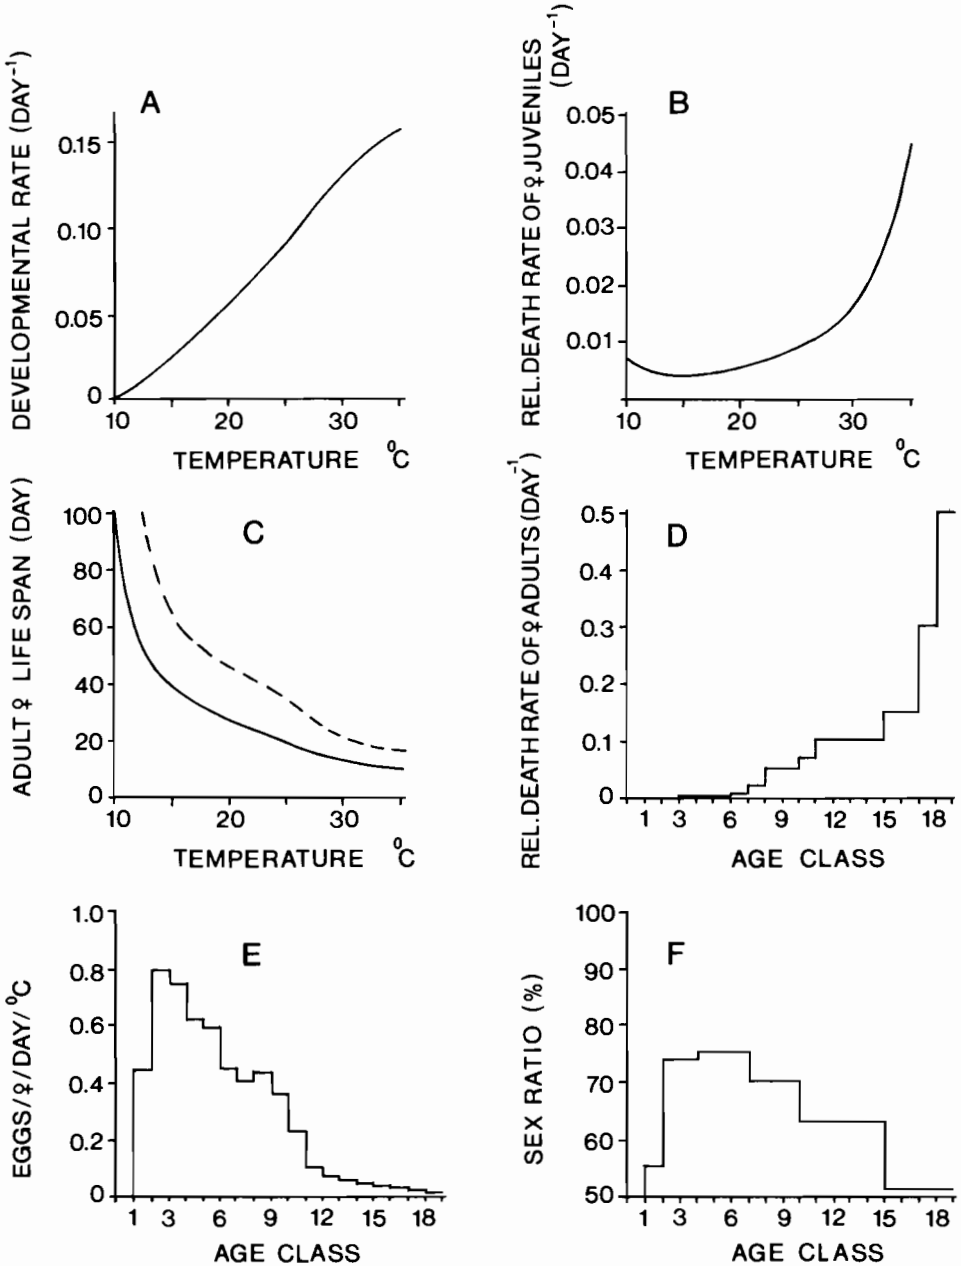 A
DEVELOPMENTAL RATE (DAY⁻¹)
0.15
0.10
0.05
0
10 20 30
TEMPERATURE ⁰C
B
REL.DEATH RATE OF ♀ JUVENILES
(DAY⁻¹)
0.05
0.04
0.03
0.02
0.01
10 20 30
TEMPERATURE ⁰C
C
ADULT ♀ LIFE SPAN (DAY)
100
80
60
40
20
0
10 20 30
TEMPERATURE ⁰C
D
REL.DEATH RATE OF ♀ ADULTS (DAY⁻¹)
0.5
0.4
0.3
0.2
0.1
0
1 3 6 9 12 15 18
AGE CLASS
E
EGGS/♀/DAY/⁰C
1.0
0.8
0.6
0.4
0.2
0
1 3 6 9 12 15 18
AGE CLASS
F
SEX RATIO (%)
100
90
80
70
60
50
1 3 6 9 12 15 18
AGE CLASS